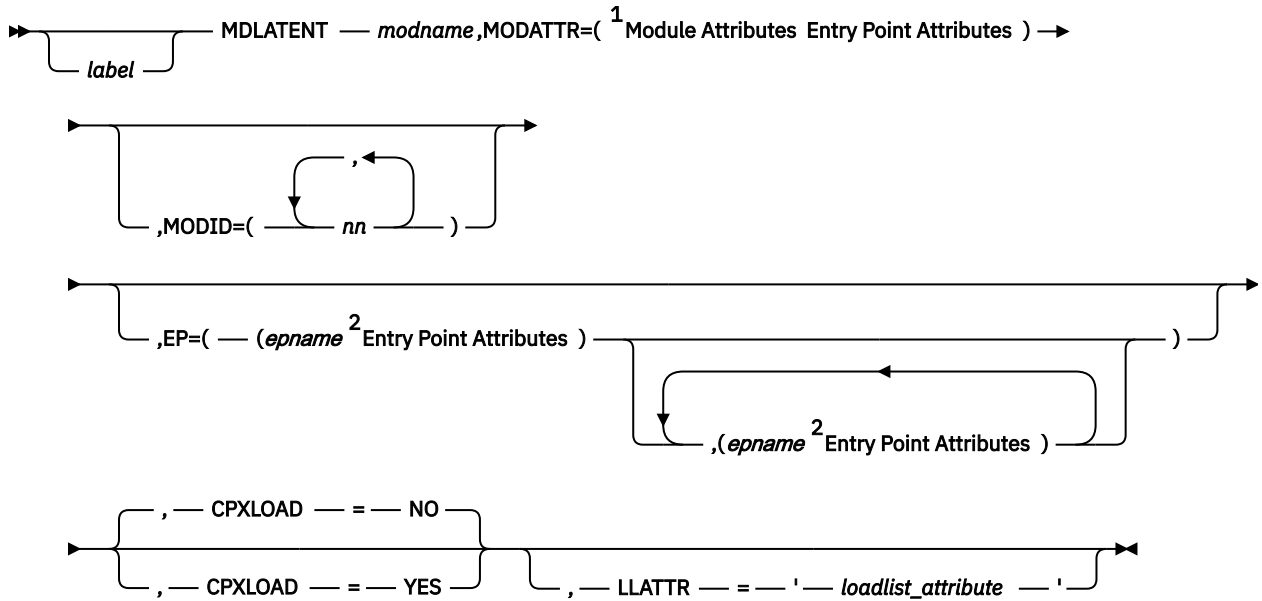 MDLATENT modname ,MODATTR=( 1 Module Attributes Entry Point Attributes )
label
,
,MODID=( nn )
,EP=( (epname 2 Entry Point Attributes ) )
,(epname 2 Entry Point Attributes )
, CPXLOAD = NO
, CPXLOAD = YES , LLATTR = ' loadlist_attribute '